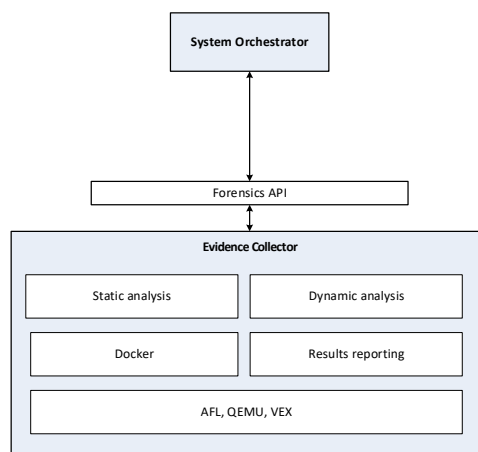 System Orchestrator
Forensics API
Evidence Collector
Static analysis
Dynamic analysis
Docker
Results reporting
AFL, QEMU, VEX